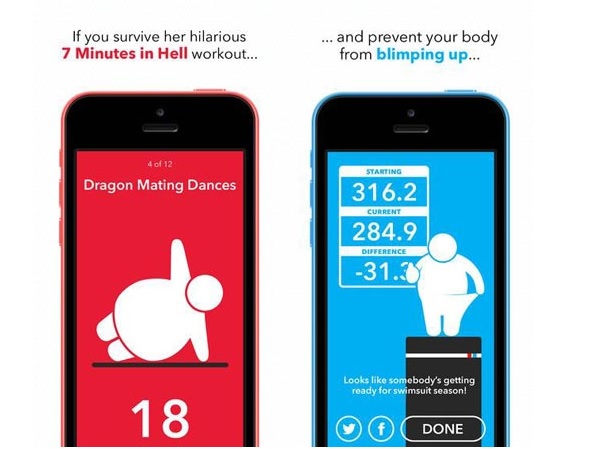 If you survive her hilarious
7 Minutes in Hell workout...
4 of 12
Dragon Mating Dances
18
... and prevent your body
from blimping up...
STARTING
316.2
CURRENT
284.9
DIFFERENCE
-31.3
Looks like somebody's getting
ready for swimsuit season!
DONE